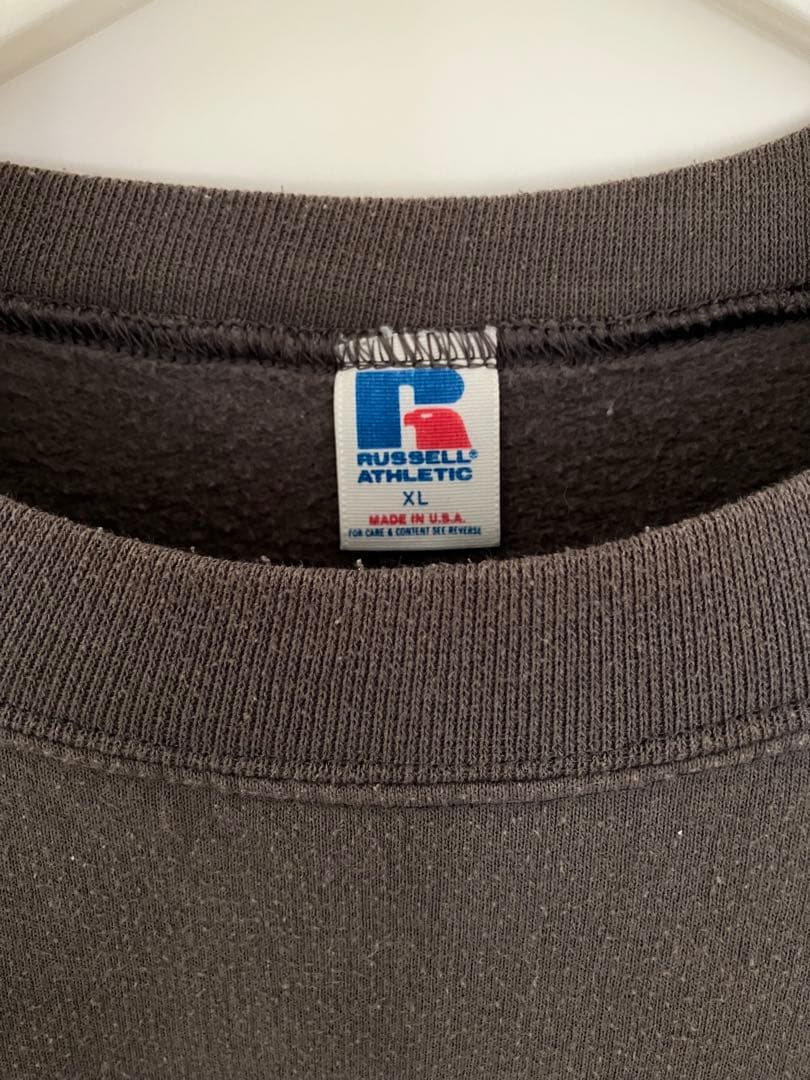 R
RUSSELL®
ATHLETIC
XL
MADE IN U.S.A.
FOR CARE & CONTENT SEE REVERSE